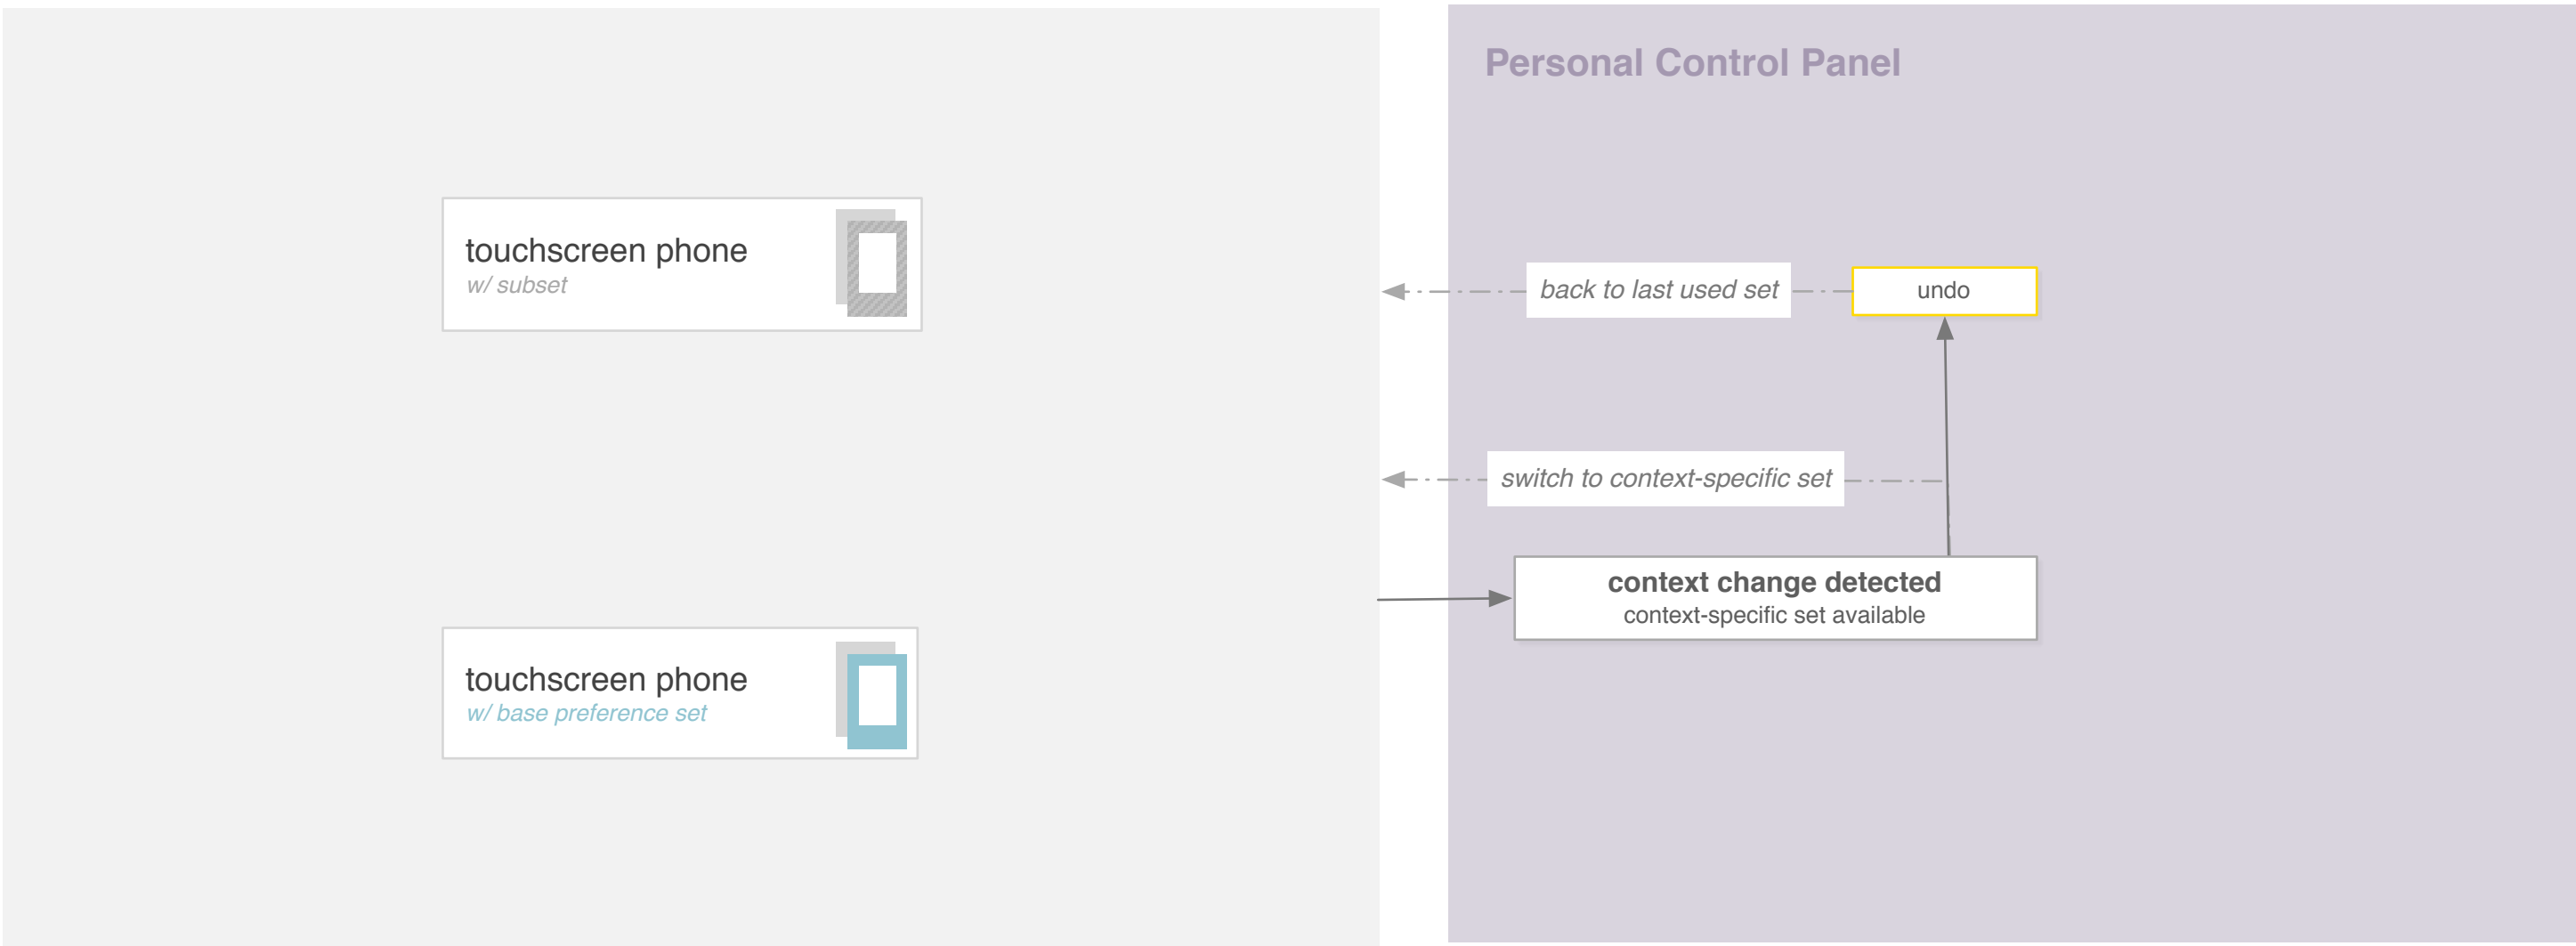 Personal Control Panel
touchscreen phone
w/ subset
back to last used set
undo
switch to context-specific set
context change detected
context-specific set available
touchscreen phone
w/ base preference set